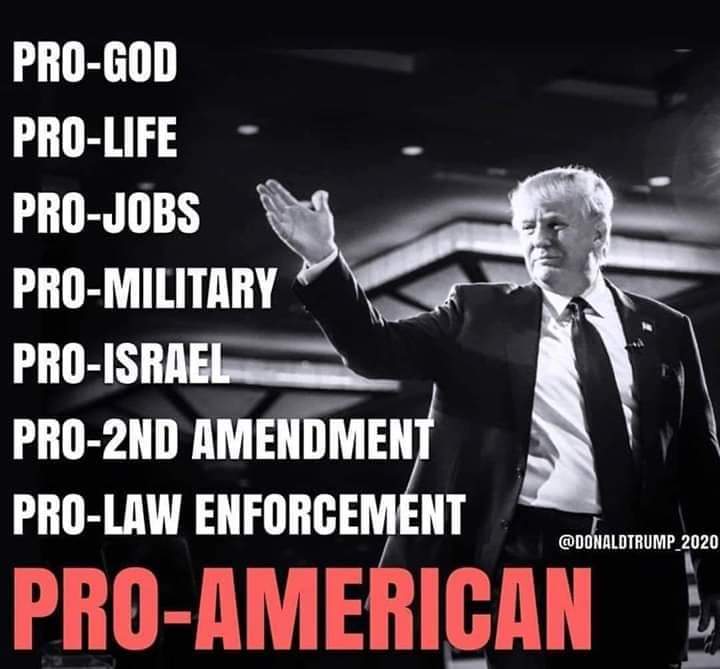 PRO-GOD
PRO-LIFE
PRO-JOBS
PRO-MILITARY
PRO-ISRAEL
PRO-2ND AMENDMENT
PRO-LAW ENFORCEMENT
@DONALDTRUMP_2020
PRO-AMERICAN